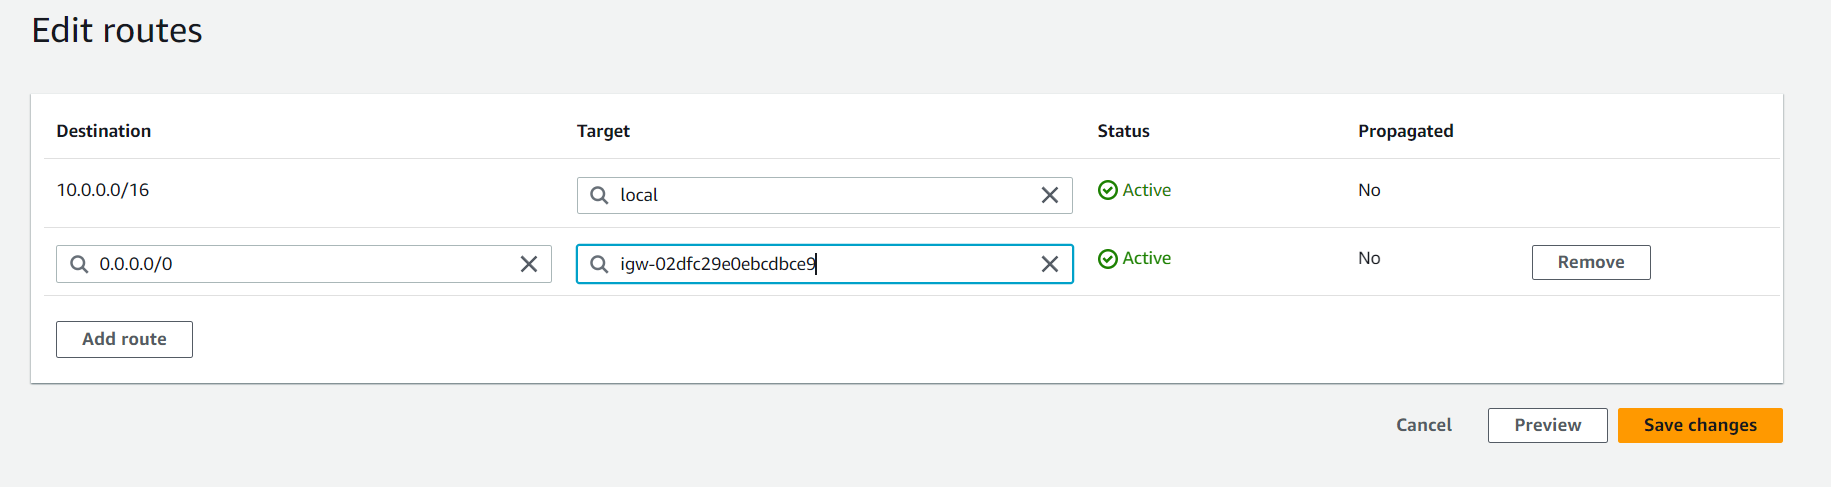 Edit routes
Destination Target Status Propagated
10.0.0.0/16 local Active No
0.0.0.0/0 igw-02dfc29e0ebcdbce9 Active No Remove
Add route
Cancel Preview Save changes